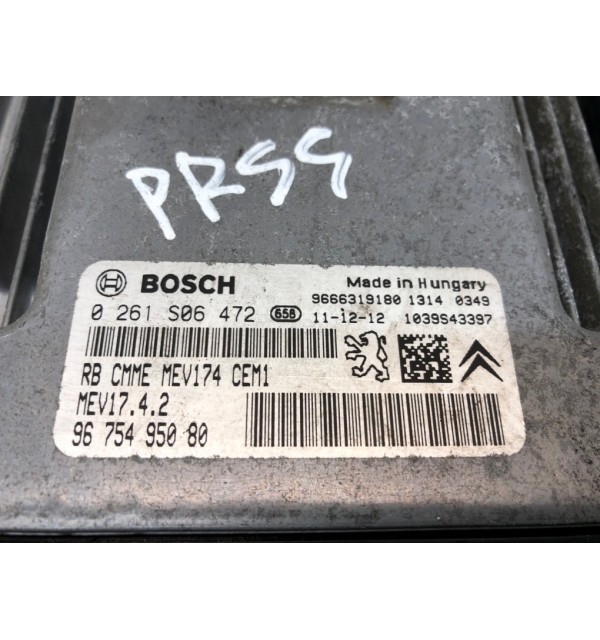 PRSS
BOSCH
Made in Hungary
9666319180 1314 0349
0 261 S06 472 658 11-12-12 1039S43397
RB CMME MEV174 CEM1
MEV17.4.2
96 754 950 80